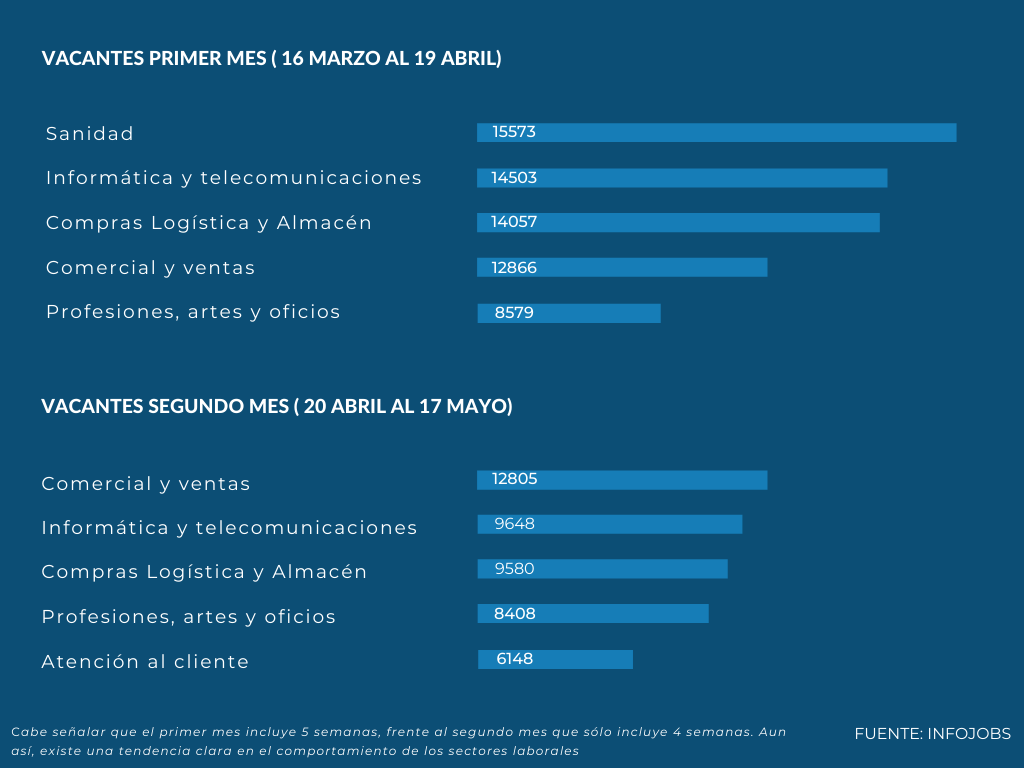 VACANTES PRIMER MES ( 16 MARZO AL 19 ABRIL)
Sanidad 15573
Informática y telecomunicaciones 14503
Compras Logística y Almacén 14057
Comercial y ventas 12866
Profesiones, artes y oficios 8579
VACANTES SEGUNDO MES ( 20 ABRIL AL 17 MAYO)
Comercial y ventas 12805
Informática y telecomunicaciones 9648
Compras Logística y Almacén 9580
Profesiones, artes y oficios 8408
Atención al cliente 6148
Cabe señalar que el primer mes incluye 5 semanas, frente al segundo mes que sólo incluye 4 semanas. Aun
así, existe una tendencia clara en el comportamiento de los sectores laborales
FUENTE: INFOJOBS